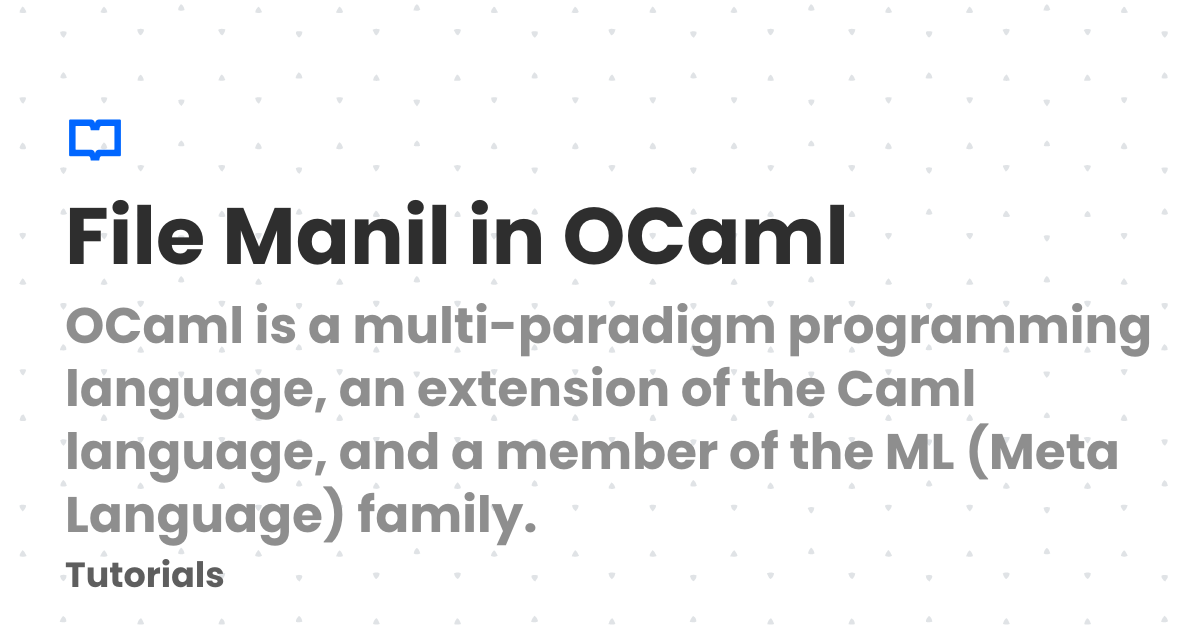 File Manil in OCaml
OCaml is a multi-paradigm programming
language, an extension of the Caml
language, and a member of the ML (Meta
Language) family.
Tutorials